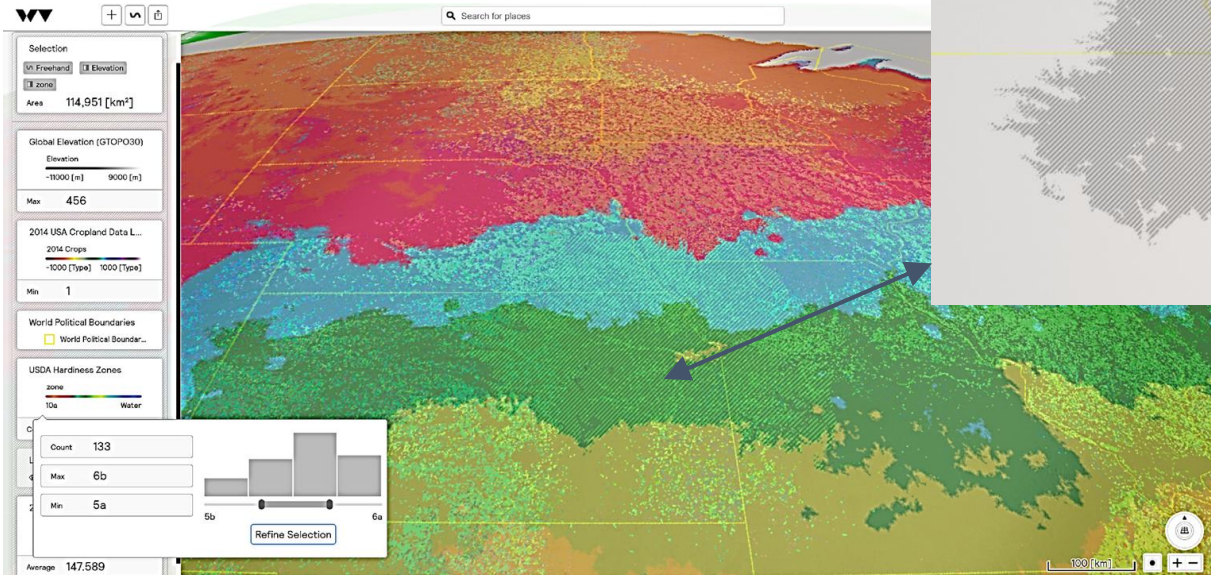 Search for places
Selection
Freehand Elevation
zone
Area 114,951 [km²]
Global Elevation (GTOPO30)
Elevation
-11000 [m] 9000 [m]
Max 456
2014 USA Cropland Data L...
2014 Crops
-1000 [Type] 1000 [Type]
Min 1
World Political Boundaries
World Political Boundar...
USDA Hardiness Zones
zone
10a Water
Count 133
Max 6b
Min 5a
5b 6a
Refine Selection
Average 147.589
100 [km]